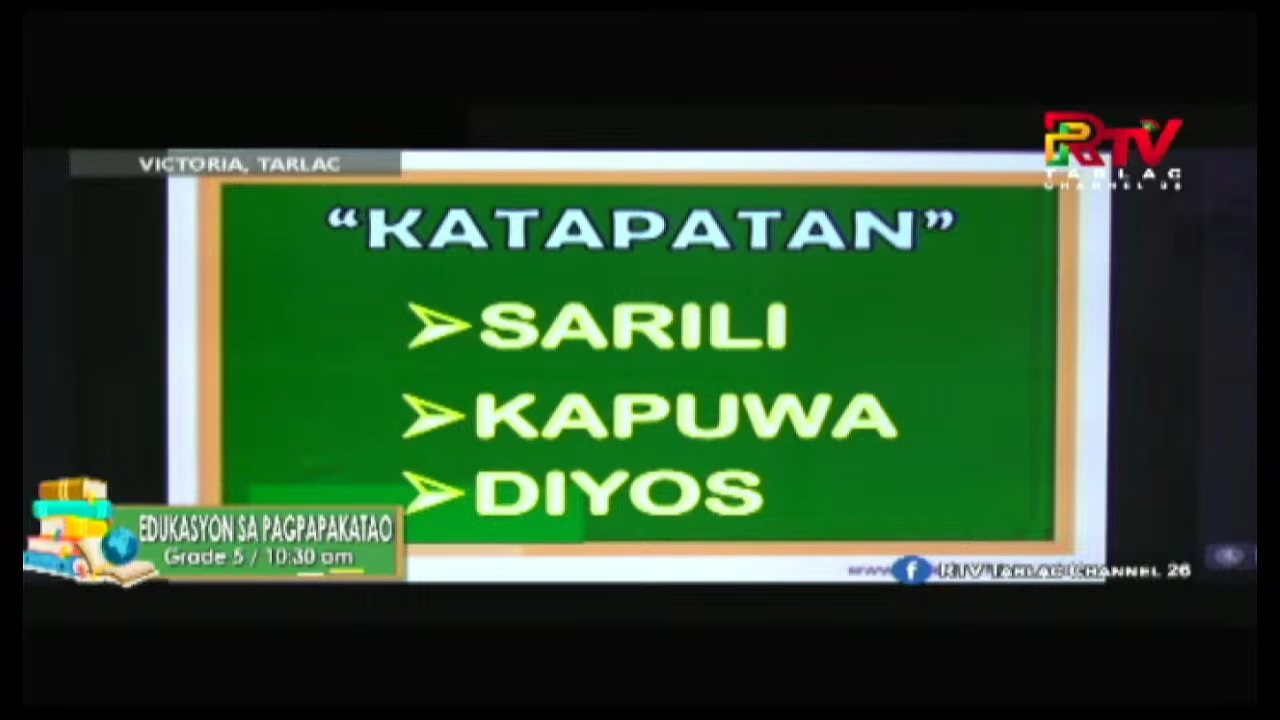 VICTORIA, TARLAC
RTV
TARLAC
CHANNEL 26
“KATAPATAN”
SARILI
KAPUWA
DIYOS
EDUKASYON SA PAGPAPAKATAO
Grade 5 / 10:30 am
RTV TARLAC CHANNEL 26